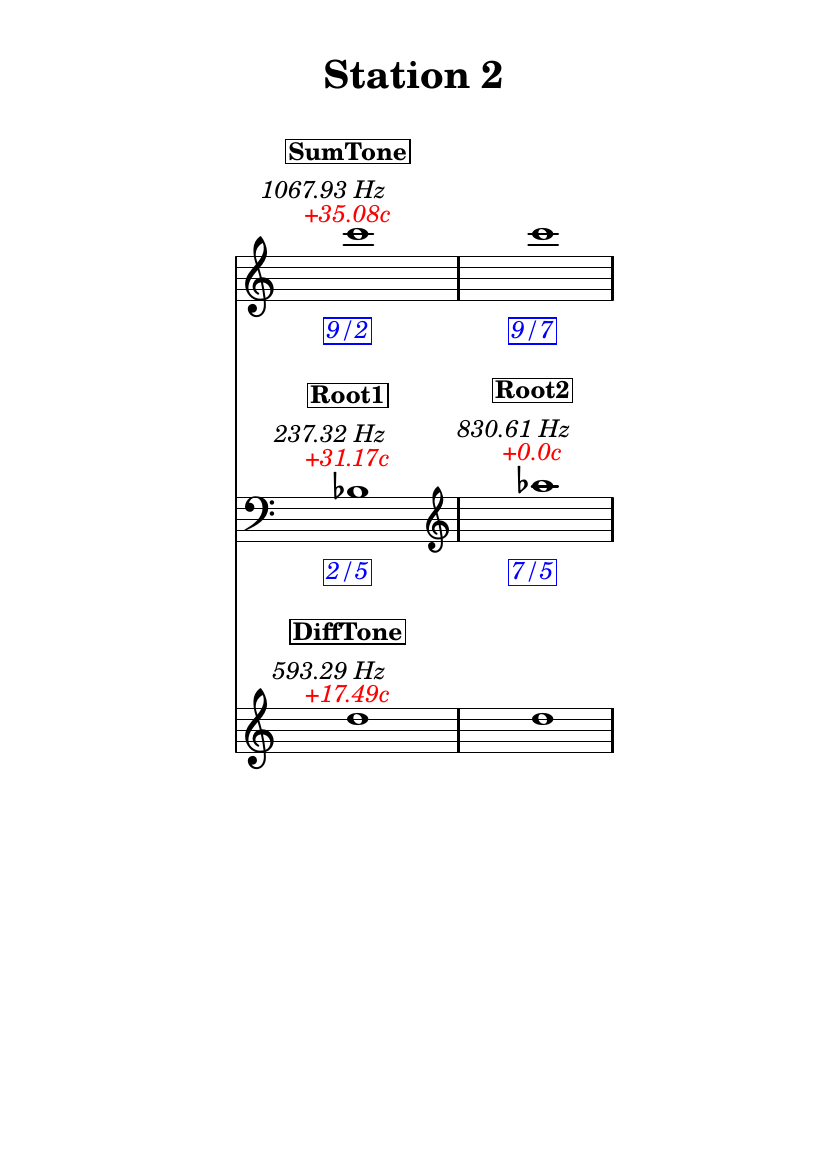 Station 2
SumTone
1067.93 Hz
+35.08c
9/2
9/7
Root1
Root2
237.32 Hz
830.61 Hz
+31.17c
+0.0c
2/5
7/5
DiffTone
593.29 Hz
+17.49c